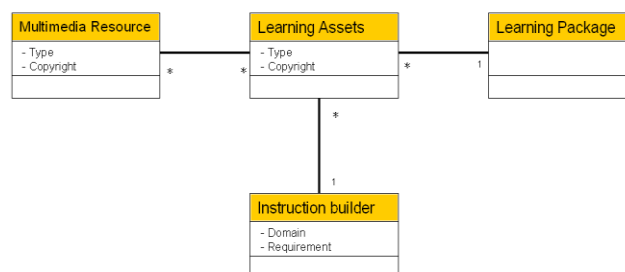 Multimedia Resource
- Type
- Copyright
*
Learning Assets
- Type
- Copyright
*
*
*
Learning Package
1
1
Instruction builder
- Domain
- Requirement